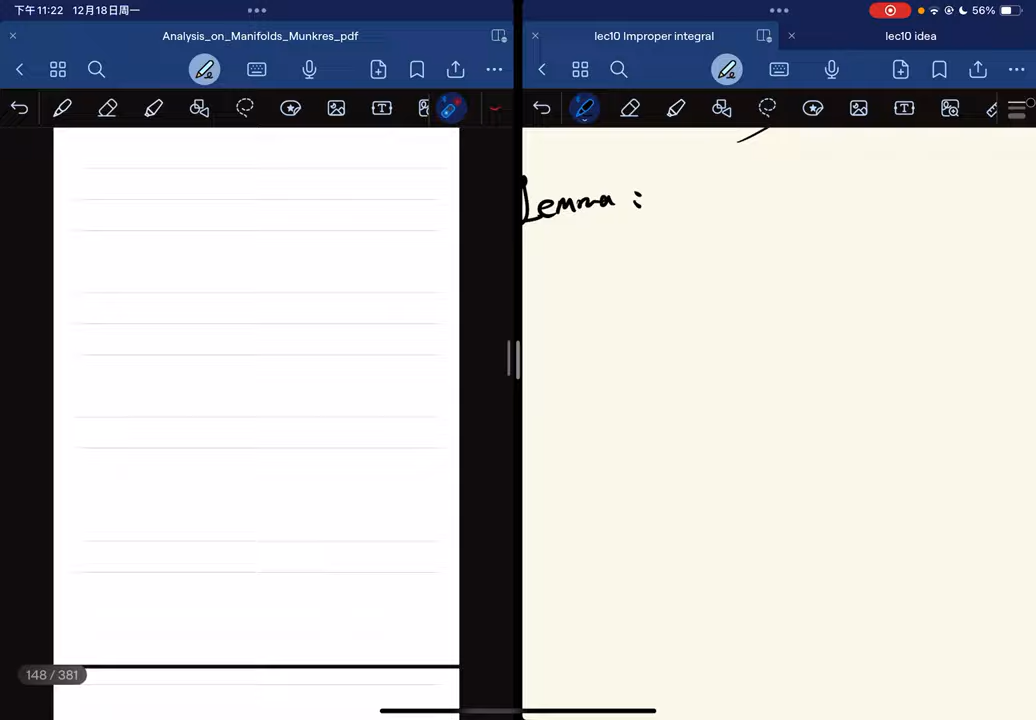 下午11:22 12月18日周一
56%
Analysis_on_Manifolds_Munkres_pdf
lec10 Improper integral
lec10 idea
Lemma :
148 / 381